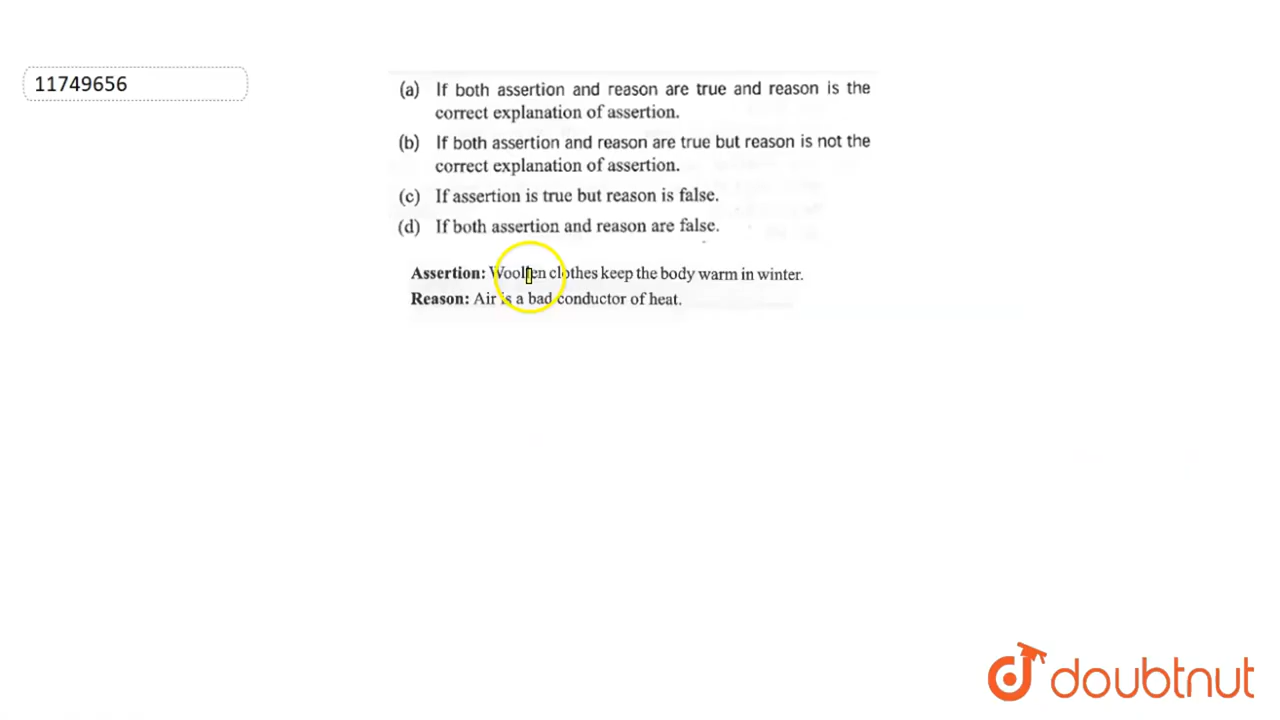 11749656
(a) If both assertion and reason are true and reason is the
correct explanation of assertion.
(b) If both assertion and reason are true but reason is not the
correct explanation of assertion.
(c) If assertion is true but reason is false.
(d) If both assertion and reason are false.
Assertion: Woollen clothes keep the body warm in winter.
Reason: Air is a bad conductor of heat.
doubtnut